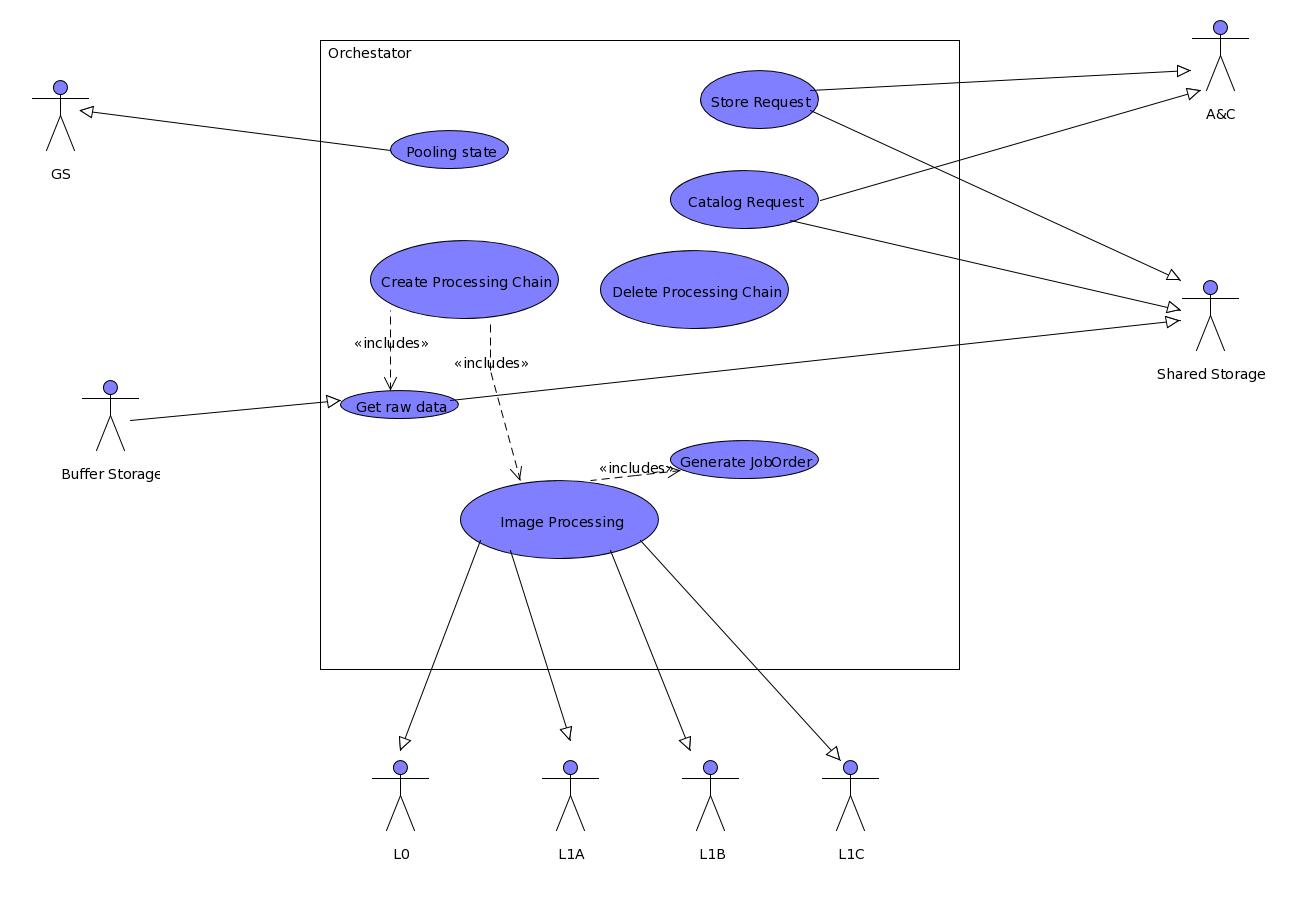 Orchestator
A&C
Store Request
Pooling state
GS
Catalog Request
Create Processing Chain
Delete Processing Chain
«includes»
«includes»
Shared Storage
Get raw data
Buffer Storage
Generate JobOrder
«includes»
Image Processing
L0
L1A
L1B
L1C